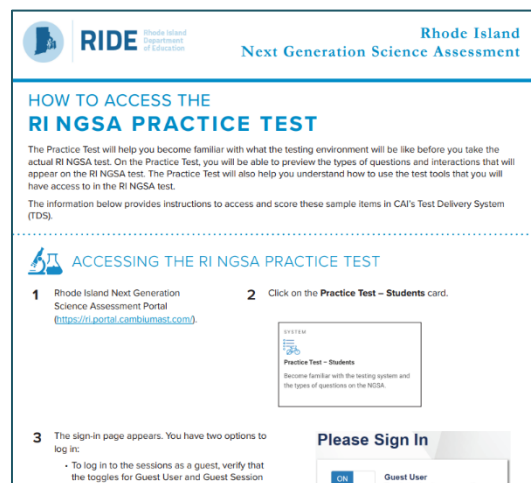 RIDE
Rhode Island
Department
of Education
Rhode Island
Next Generation Science Assessment
HOW TO ACCESS THE
RI NGSA PRACTICE TEST
The Practice Test will help you become familiar with what the testing environment will be like before you take the
actual RI NGSA test. On the Practice Test, you will be able to preview the types of questions and interactions that will
appear on the RI NGSA test. The Practice Test will also help you understand how to use the test tools that you will
have access to in the RI NGSA test.
The information below provides instructions to access and score these sample items in CAI's Test Delivery System
(TDS).
ACCESSING THE RI NGSA PRACTICE TEST
1 Rhode Island Next Generation
Science Assessment Portal
(https://ri.portal.cambiumast.com/).
2 Click on the Practice Test – Students card.
SYSTEM
Practice Test – Students
Become familiar with the testing system and
the types of questions on the NGSA.
3 The sign-in page appears. You have two options to
log in:
• To log in to the sessions as a guest, verify that
the toggles for Guest User and Guest Session
Please Sign In
ON
Guest User